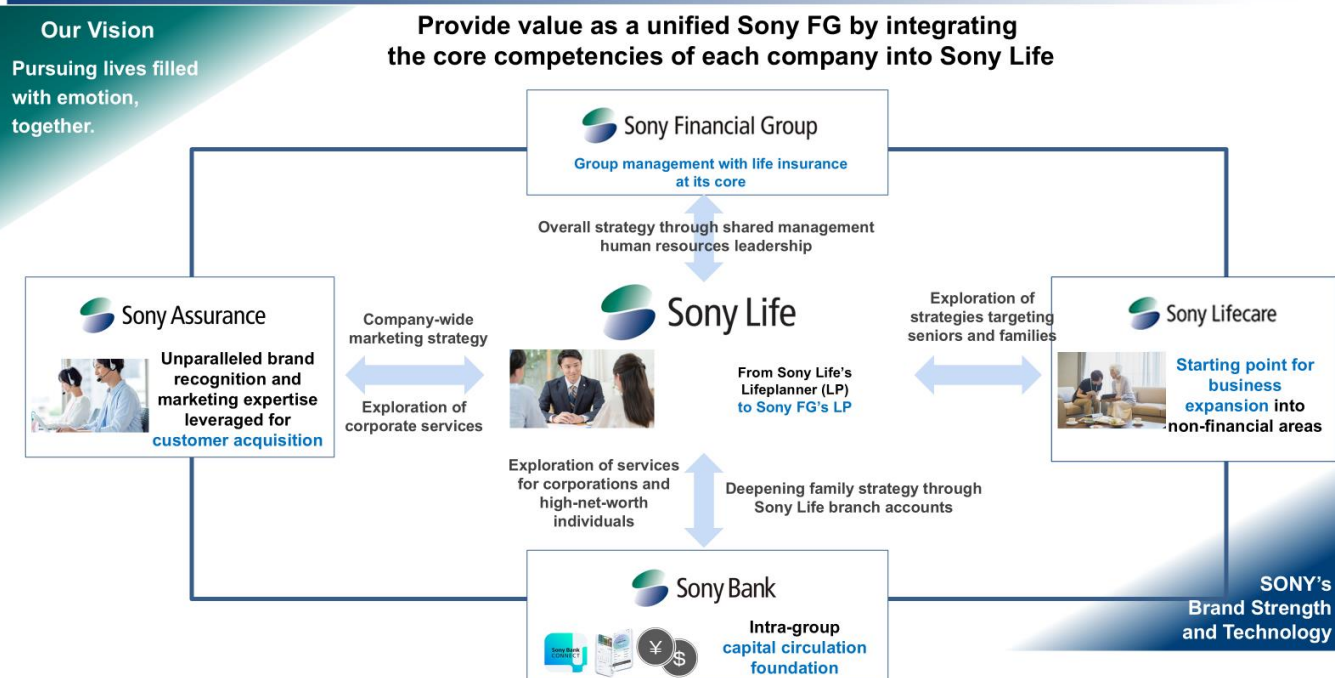 Our Vision
Pursuing lives filled
with emotion,
together.
Provide value as a unified Sony FG by integrating
the core competencies of each company into Sony Life
Sony Financial Group
Group management with life insurance
at its core
Overall strategy through shared management
human resources leadership
Sony Assurance
Unparalleled brand
recognition and
marketing expertise
leveraged for
customer acquisition
Company-wide
marketing strategy
Exploration of
corporate services
Sony Life
From Sony Life's
Lifeplanner (LP)
to Sony FG's LP
Exploration of
strategies targeting
seniors and families
Sony Lifecare
Starting point for
business
expansion into
non-financial areas
Exploration of services
for corporations and
high-net-worth
individuals
Deepening family strategy through
Sony Life branch accounts
Sony Bank
Sony Bank
CONNECT
¥
$
Intra-group
capital circulation
foundation
SONY's
Brand Strength
and Technology